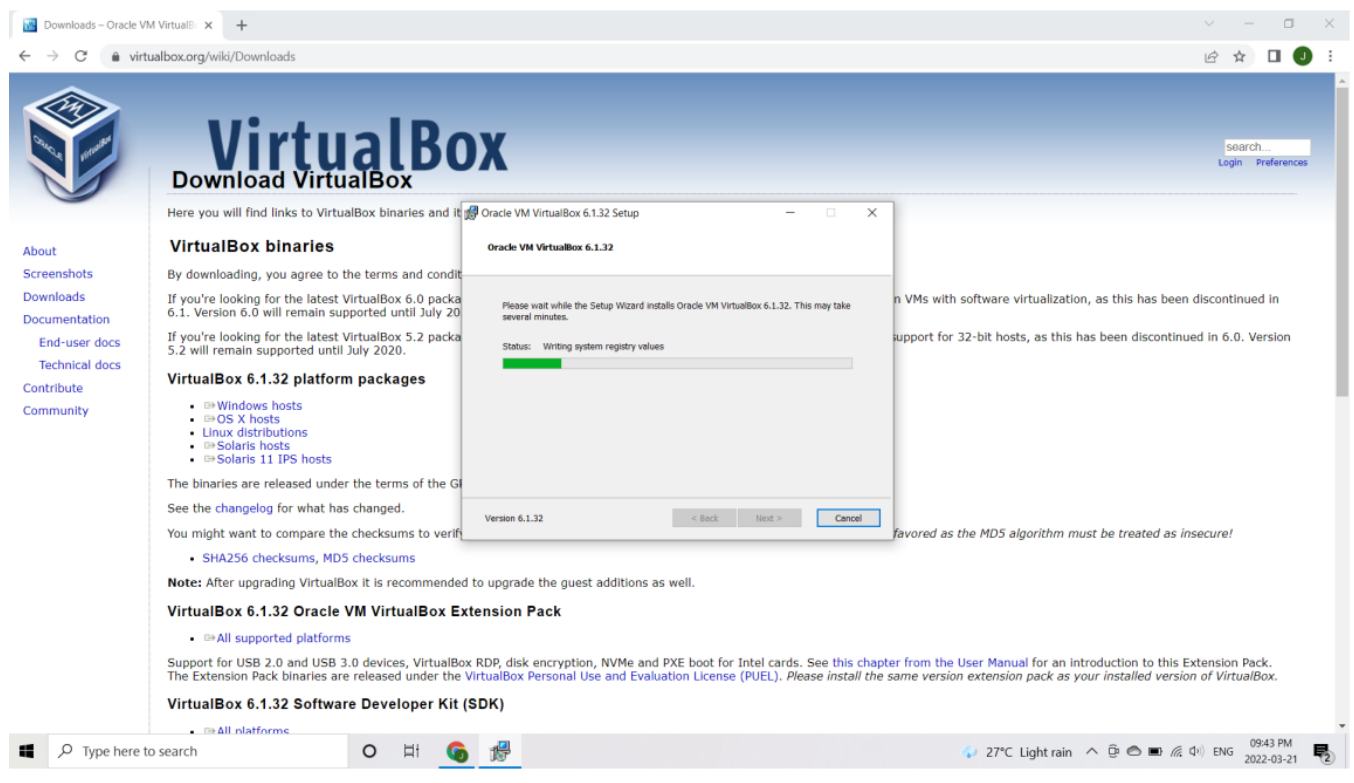 Downloads – Oracle VM VirtualB
virtualbox.org/wiki/Downloads
J
VirtualBox
search...
Login Preferences
Download VirtualBox
Here you will find links to VirtualBox binaries and it
About
Screenshots
Downloads
Documentation
End-user docs
Technical docs
Contribute
Community
VirtualBox binaries
By downloading, you agree to the terms and condit
If you're looking for the latest VirtualBox 6.0 packa
n VMs with software virtualization, as this has been discontinued in
6.1. Version 6.0 will remain supported until July 20
If you're looking for the latest VirtualBox 5.2 packa
support for 32-bit hosts, as this has been discontinued in 6.0. Version
5.2 will remain supported until July 2020.
VirtualBox 6.1.32 platform packages
Windows hosts
OS X hosts
Linux distributions
Solaris hosts
Solaris 11 IPS hosts
The binaries are released under the terms of the
See the changelog for what has changed.
You might want to compare the checksums to verify
favored as the MD5 algorithm must be treated as insecure!
SHA256 checksums, MD5 checksums
Note: After upgrading VirtualBox it is recommended to upgrade the guest additions as well.
VirtualBox 6.1.32 Oracle VM VirtualBox Extension Pack
All supported platforms
Support for USB 2.0 and USB 3.0 devices, VirtualBox RDP, disk encryption, NVMe and PXE boot for Intel cards. See this chapter from the User Manual for an introduction to this Extension Pack.
The Extension Pack binaries are released under the VirtualBox Personal Use and Evaluation License (PUEL). Please install the same version extension pack as your installed version of VirtualBox.
VirtualBox 6.1.32 Software Developer Kit (SDK)
All platforms
Oracle VM VirtualBox 6.1.32 Setup
Oracle VM VirtualBox 6.1.32
Please wait while the Setup Wizard installs Oracle VM VirtualBox 6.1.32. This may take
several minutes.
Status: Writing system registry values
Version 6.1.32
< Back
Next >
Cancel
Type here to search
27°C Light rain
ENG
09:43 PM
2022-03-21
2